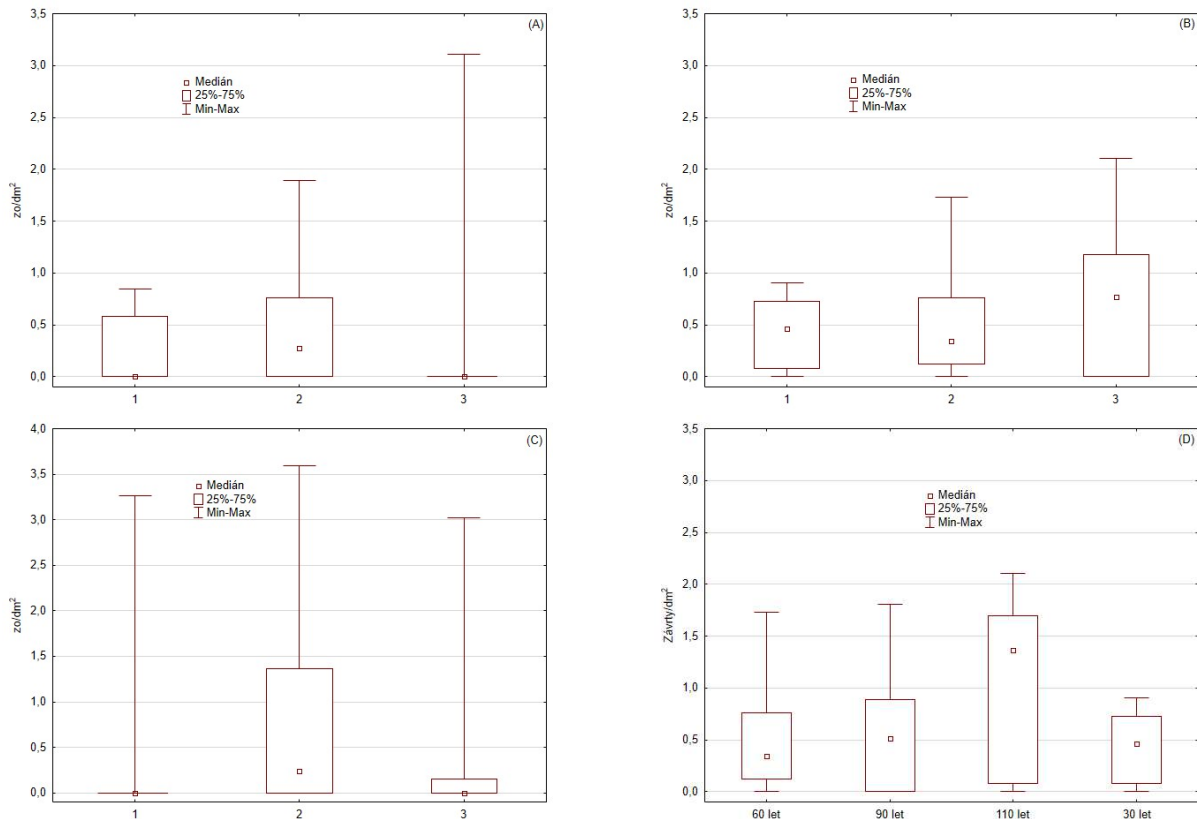 (A)
3,5
3,0
2,5
2,0
1,5
1,0
0,5
0,0
zo/dm²
Medián
25%-75%
Min-Max
1 2 3
(B)
3,5
3,0
2,5
2,0
1,5
1,0
0,5
0,0
zo/dm²
Medián
25%-75%
Min-Max
1 2 3
(C)
4,0
3,5
3,0
2,5
2,0
1,5
1,0
0,5
0,0
zo/dm²
Medián
25%-75%
Min-Max
1 2 3
(D)
3,5
3,0
2,5
2,0
1,5
1,0
0,5
0,0
Závrty/dm²
Medián
25%-75%
Min-Max
60 let 90 let 110 let 30 let